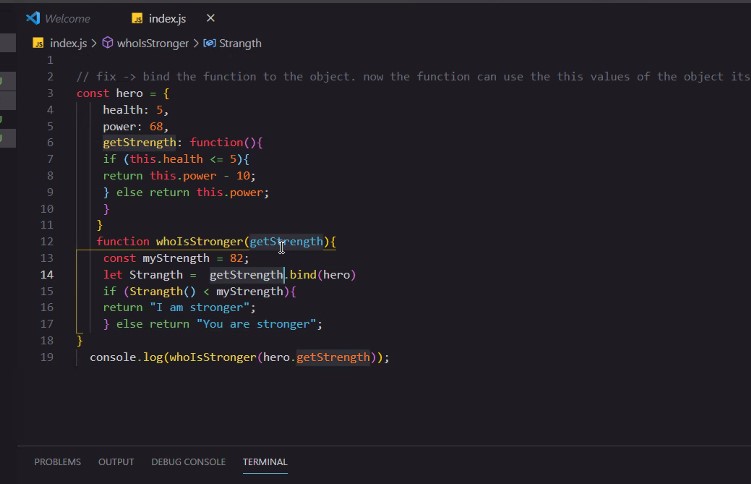 Welcome
JS index.js ×
JS index.js > whoIsStronger > Strangth
1
2 // fix -> bind the function to the object. now the function can use the this values of the object its
3 const hero = {
4 health: 5,
5 power: 68,
6 getStrength: function(){
7 if (this.health <= 5){
8 return this.power - 10;
9 } else return this.power;
10 }
11 }
12 function whoIsStronger(getStrength){
13 const myStrength = 82;
14 let Strangth = getStrength.bind(hero)
15 if (Strangth() < myStrength){
16 return "I am stronger";
17 } else return "You are stronger";
18 }
19 console.log(whoIsStronger(hero.getStrength));
PROBLEMS OUTPUT DEBUG CONSOLE TERMINAL